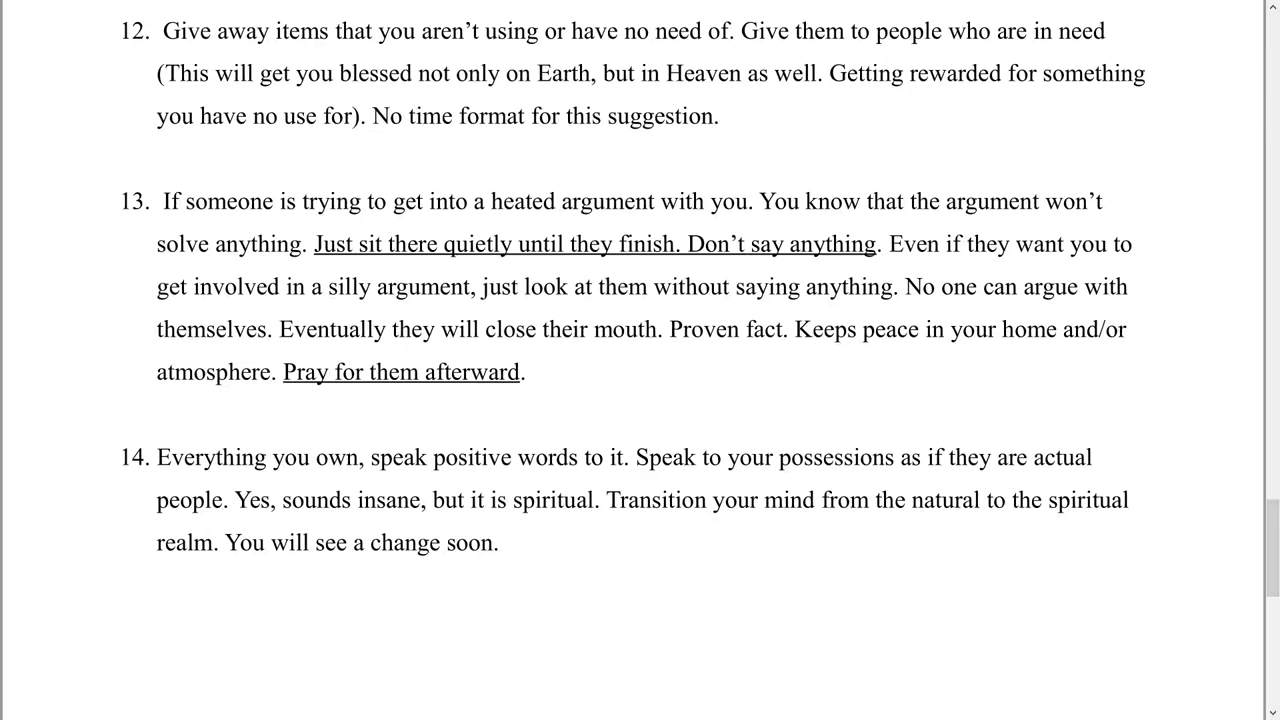 12. Give away items that you aren’t using or have no need of. Give them to people who are in need
(This will get you blessed not only on Earth, but in Heaven as well. Getting rewarded for something
you have no use for). No time format for this suggestion.
13. If someone is trying to get into a heated argument with you. You know that the argument won’t
solve anything. Just sit there quietly until they finish. Don’t say anything. Even if they want you to
get involved in a silly argument, just look at them without saying anything. No one can argue with
themselves. Eventually they will close their mouth. Proven fact. Keeps peace in your home and/or
atmosphere. Pray for them afterward.
14. Everything you own, speak positive words to it. Speak to your possessions as if they are actual
people. Yes, sounds insane, but it is spiritual. Transition your mind from the natural to the spiritual
realm. You will see a change soon.